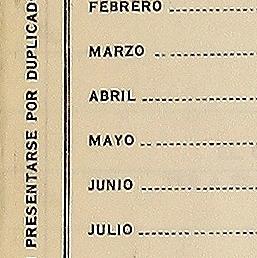 PRESENTARSE POR DUPLICAD
FEBRERO
MARZO
ABRIL
MAYO
JUNIO
JULIO